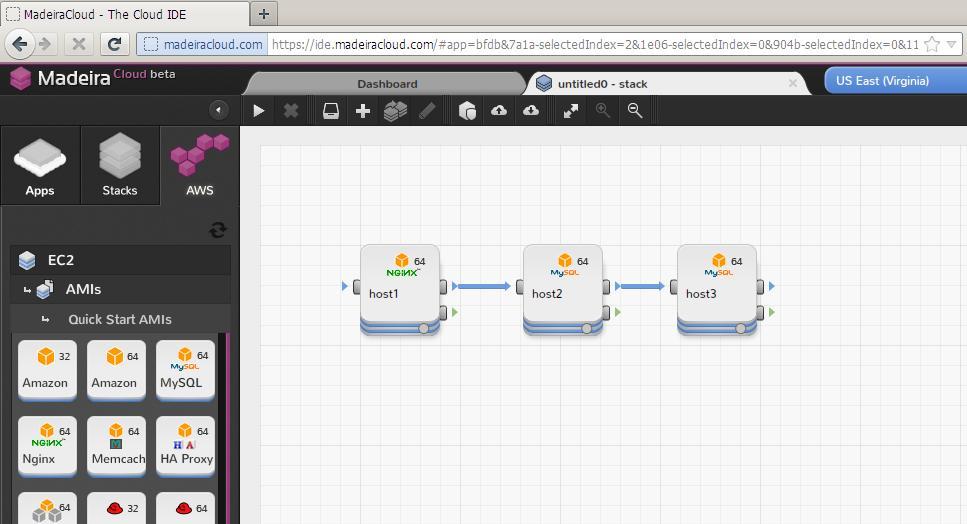 MadeiraCloud - The Cloud IDE
madeiracloud.com https://ide.madeiracloud.com/#app=bfdb&7a1a-selectedIndex=2&1e06-selectedIndex=0&904b-selectedIndex=0&11
Madeira Cloud beta
Dashboard
untitled0 - stack
US East (Virginia)
Apps
Stacks
AWS
EC2
AMIs
Quick Start AMIs
32
Amazon
64
Amazon
64
MySQL
MySQL
64
NGINX
Nginx
64
M
Memcach
64
HA
HA Proxy
64
32
64
64
NGINX™
host1
64
MySQL
host2
64
MySQL
host3